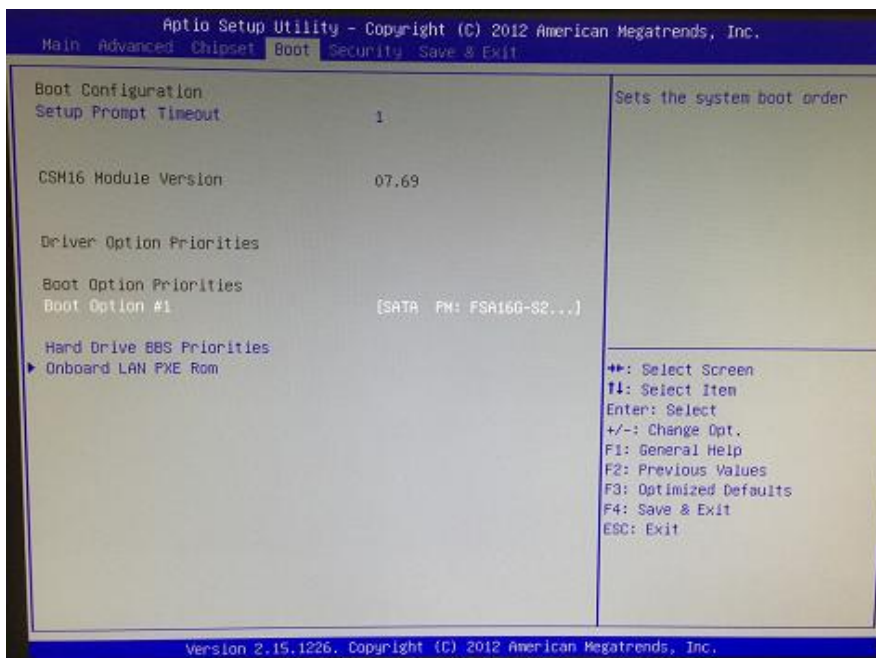 Aptio Setup Utility - Copyright (C) 2012 American Megatrends, Inc.
Main Advanced Chipset Boot Security Save & Exit
Boot Configuration
Setup Prompt Timeout 1
CSM16 Module Version 07.69
Driver Option Priorities
Boot Option Priorities
Boot Option #1 [SATA PM: FSA16G-S2...]
Hard Drive BBS Priorities
Onboard LAN PXE Rom
Sets the system boot order
→←: Select Screen
↑↓: Select Item
Enter: Select
+/-: Change Opt.
F1: General Help
F2: Previous Values
F3: Optimized Defaults
F4: Save & Exit
ESC: Exit
Version 2.15.1226. Copyright (C) 2012 American Megatrends, Inc.